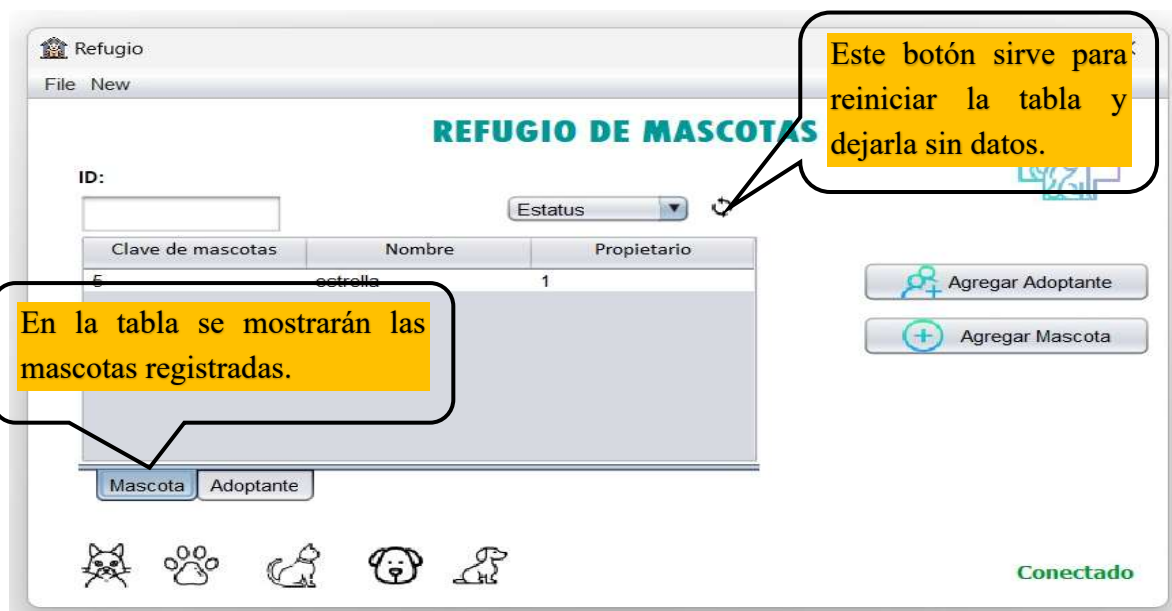 Refugio
Este botón sirve para
reiniciar la tabla y
dejarla sin datos.
File New
REFUGIO DE MASCOTAS
ID:
Estatus
Clave de mascotas Nombre Propietario
5 estrella 1
En la tabla se mostrarán las
mascotas registradas.
Agregar Adoptante
Agregar Mascota
Mascota Adoptante
Conectado